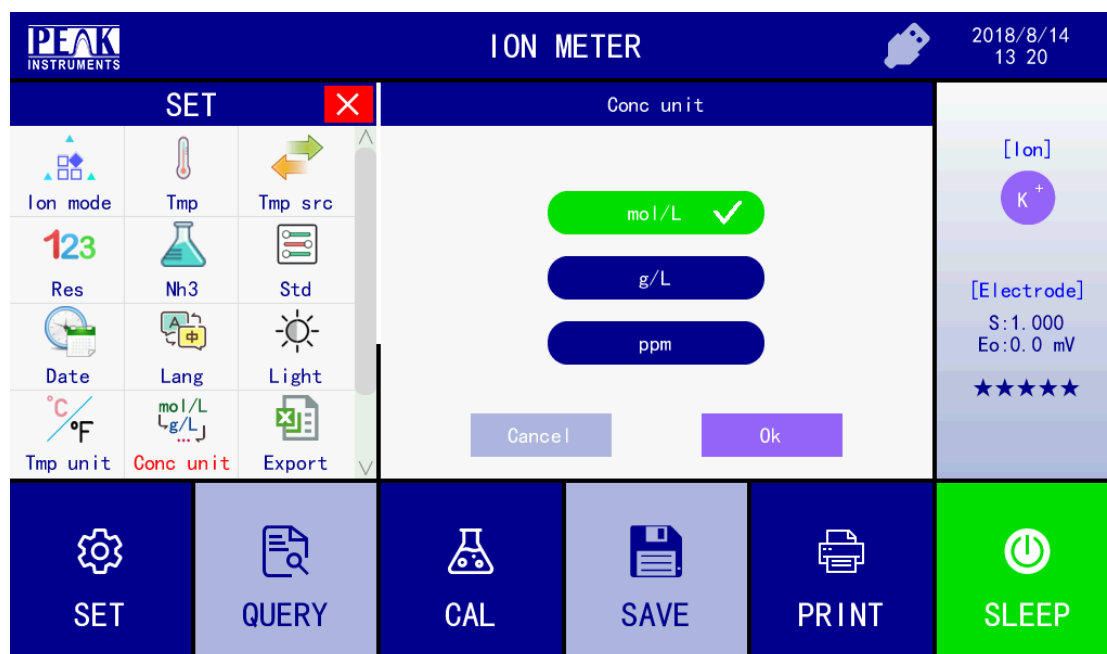 PEAK
INSTRUMENTS
ION METER
2018/8/14
13 20
SET
Conc unit
Ion mode
Tmp
Tmp src
123
Res
Nh3
Std
Date
A
中
Lang
Light
°C/°F
Tmp unit
mol/L
g/L
...
Conc unit
X
Export
mol/L
g/L
ppm
Cancel
Ok
[Ion]
K+
[Electrode]
S:1.000
Eo:0.0 mV
★★★★★
SET
QUERY
CAL
SAVE
PRINT
SLEEP